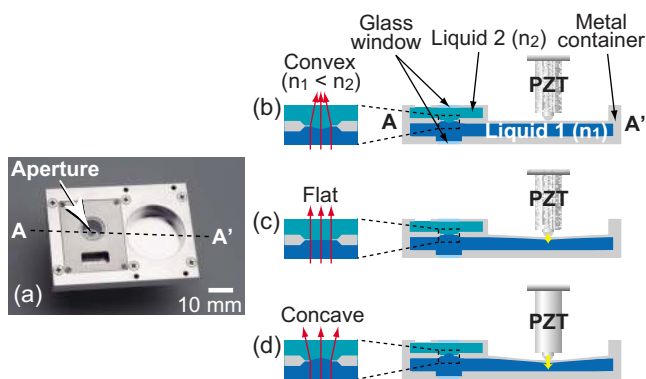 Glass
window
Liquid 2 (n2)
Metal
container
Convex
(n1 < n2)
PZT
(b)
A
Liquid 1 (n1)
A'
Aperture
A
A'
(a)
10 mm
Flat
(c)
PZT
Concave
(d)
PZT